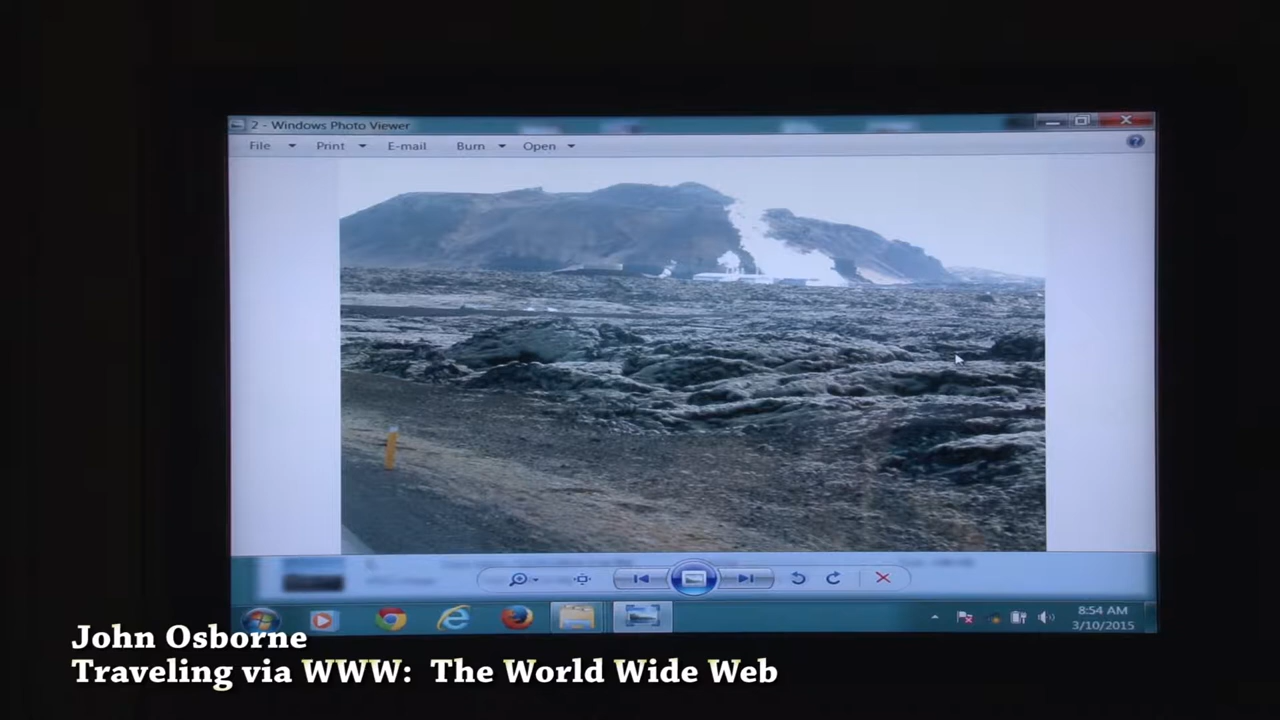 2 - Windows Photo Viewer
File Print E-mail Burn Open
8:54 AM
3/10/2015
John Osborne
Traveling via WWW: The World Wide Web